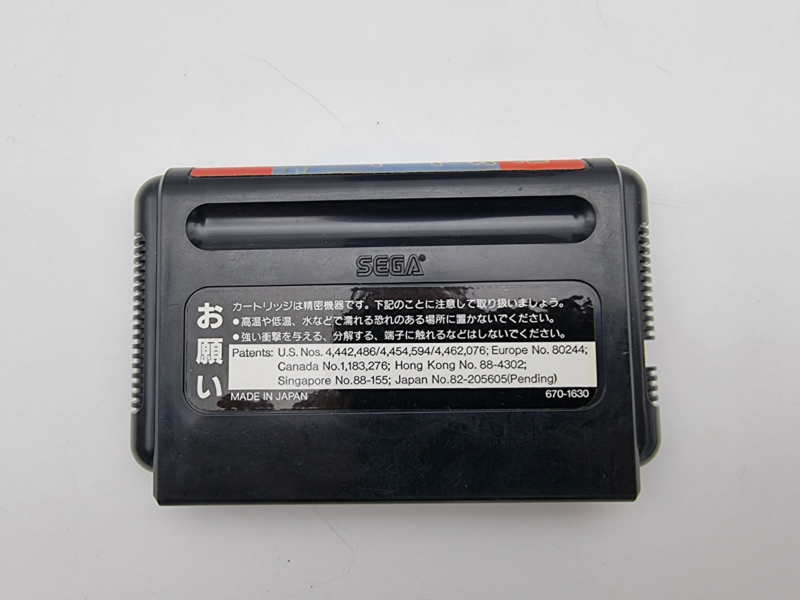 SEGA®
お願い
カートリッジは精密機器です。下記のことに注意して取り扱いましょう。
●高温や低温、水などで濡れる恐れのある場所に置かないでください。
●強い衝撃を与える、分解する、端子に触れるなどはしないでください。
Patents: U.S. Nos. 4,442,486/4,454,594/4,462,076; Europe No. 80244;
Canada No.1,183,276; Hong Kong No. 88-4302;
Singapore No.88-155; Japan No.82-205605(Pending)
MADE IN JAPAN 670-1630